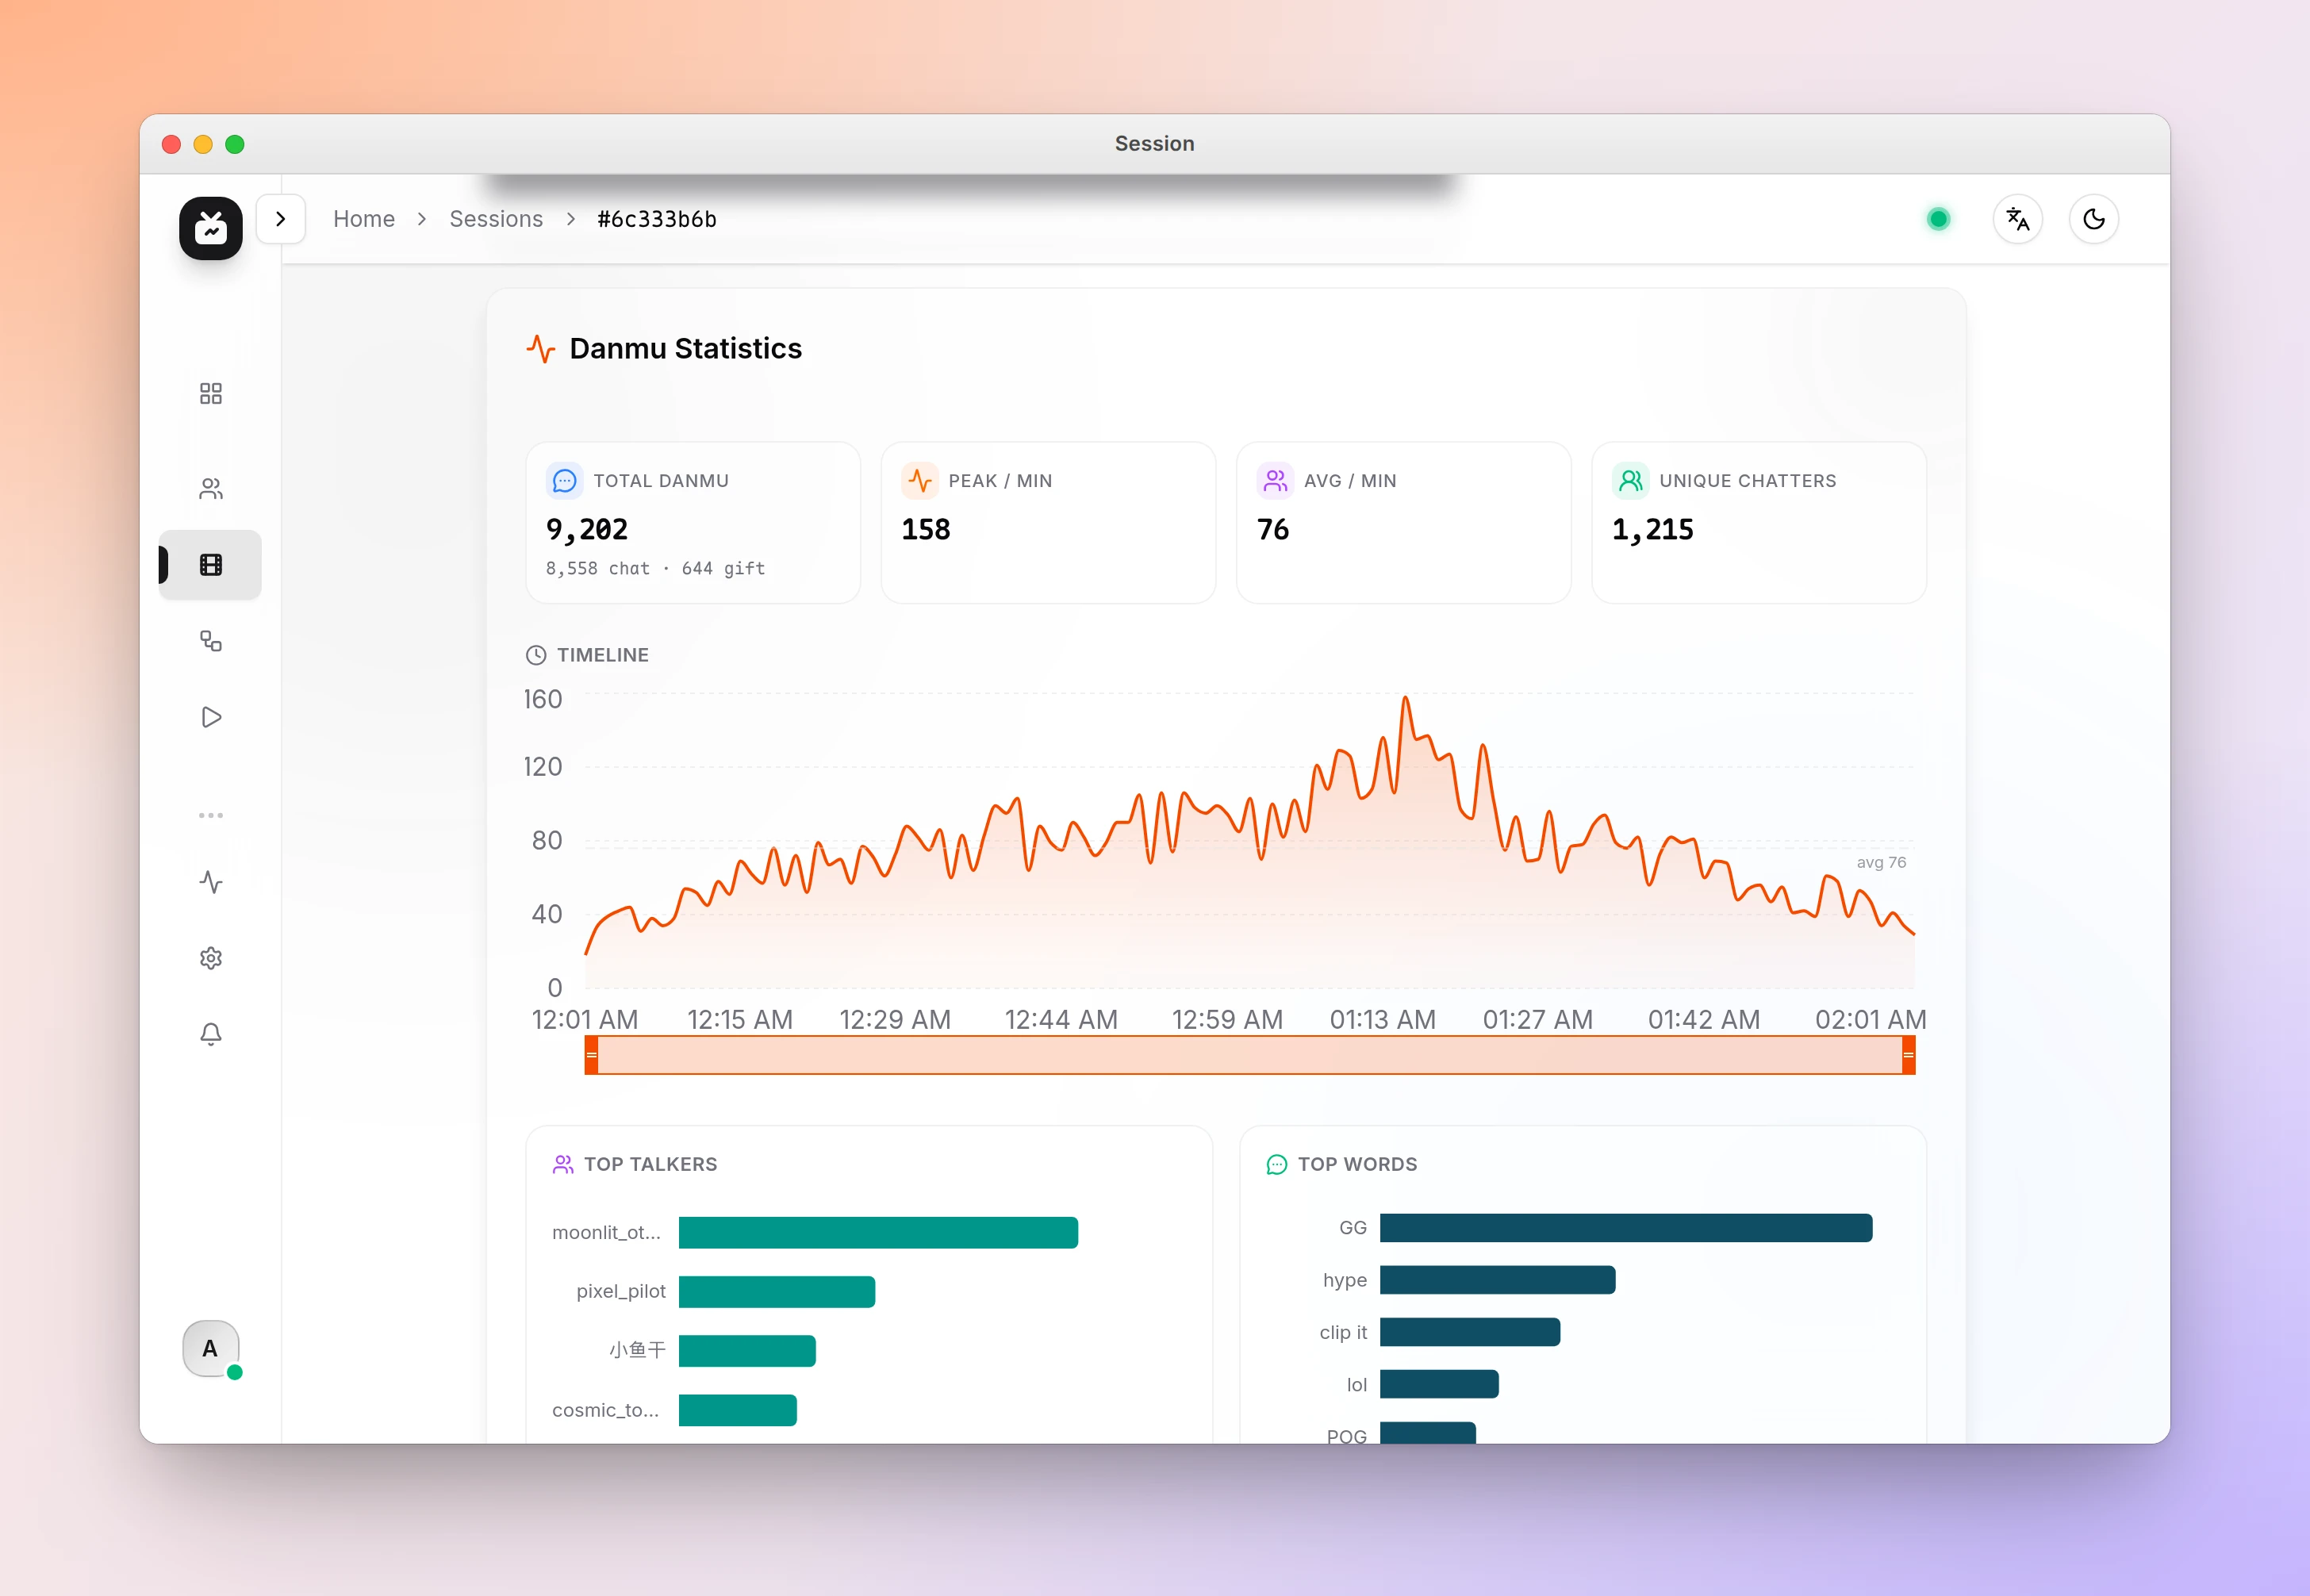 Session
Home > Sessions > #6c333b6b
Danmu Statistics
TOTAL DANMU
9,202
8,558 chat · 644 gift
PEAK / MIN
158
AVG / MIN
76
UNIQUE CHATTERS
1,215
TIMELINE
160
120
80
40
0
avg 76
12:01 AM 12:15 AM 12:29 AM 12:44 AM 12:59 AM 01:13 AM 01:27 AM 01:42 AM 02:01 AM
TOP TALKERS
moonlit_ot...
pixel_pilot
小鱼干
cosmic_to...
TOP WORDS
GG
hype
clip it
lol
POG
A